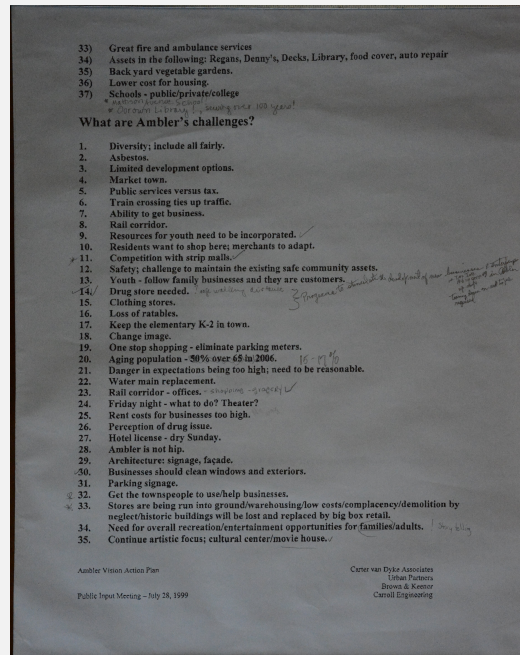 33) Great fire and ambulance services
34) Assets in the following: Regans, Denny's, Decks, Library, food cover, auto repair
35) Back yard vegetable gardens.
36) Lower cost for housing.
37) Schools - public/private/college
* Library over 100 years!
What are Ambler's challenges?
1. Diversity; include all fairly.
2. Asbestos.
3. Limited development options.
4. Market town.
5. Public services versus tax.
6. Train crossing ties up traffic.
7. Ability to get business.
8. Rail corridor.
9. Resources for youth need to be incorporated.
10. Residents want to shop here; merchants to adapt.
11. Competition with strip malls.
12. Safety; challenge to maintain the existing safe community assets.
13. Youth - follow family businesses and they are customers.
14. Drug store needed. walking distance
15. Clothing stores.
16. Loss of ratables.
17. Keep the elementary K-2 in town.
18. Change image.
19. One stop shopping - eliminate parking meters.
20. Aging population - 50% over 65 in 2006.
21. Danger in expectations being too high; need to be reasonable.
22. Water main replacement.
23. Rail corridor - offices. - shopping - grocery
24. Friday night - what to do? Theater?
25. Rent costs for businesses too high.
26. Perception of drug issue.
27. Hotel license - dry Sunday.
28. Ambler is not hip.
29. Architecture: signage, façade.
30. Businesses should clean windows and exteriors.
31. Parking signage.
32. Get the townspeople to use/help businesses.
33. Stores are being run into ground/warehousing/low costs/complacency/demolition by
neglect/historic buildings will be lost and replaced by big box retail.
34. Need for overall recreation/entertainment opportunities for families/adults.
35. Continue artistic focus; cultural center/movie house.
Ambler Vision Action Plan
Public Input Meeting – July 28, 1999
Carter van Dyke Associates
Urban Partners
Brown & Keener
Carroll Engineering